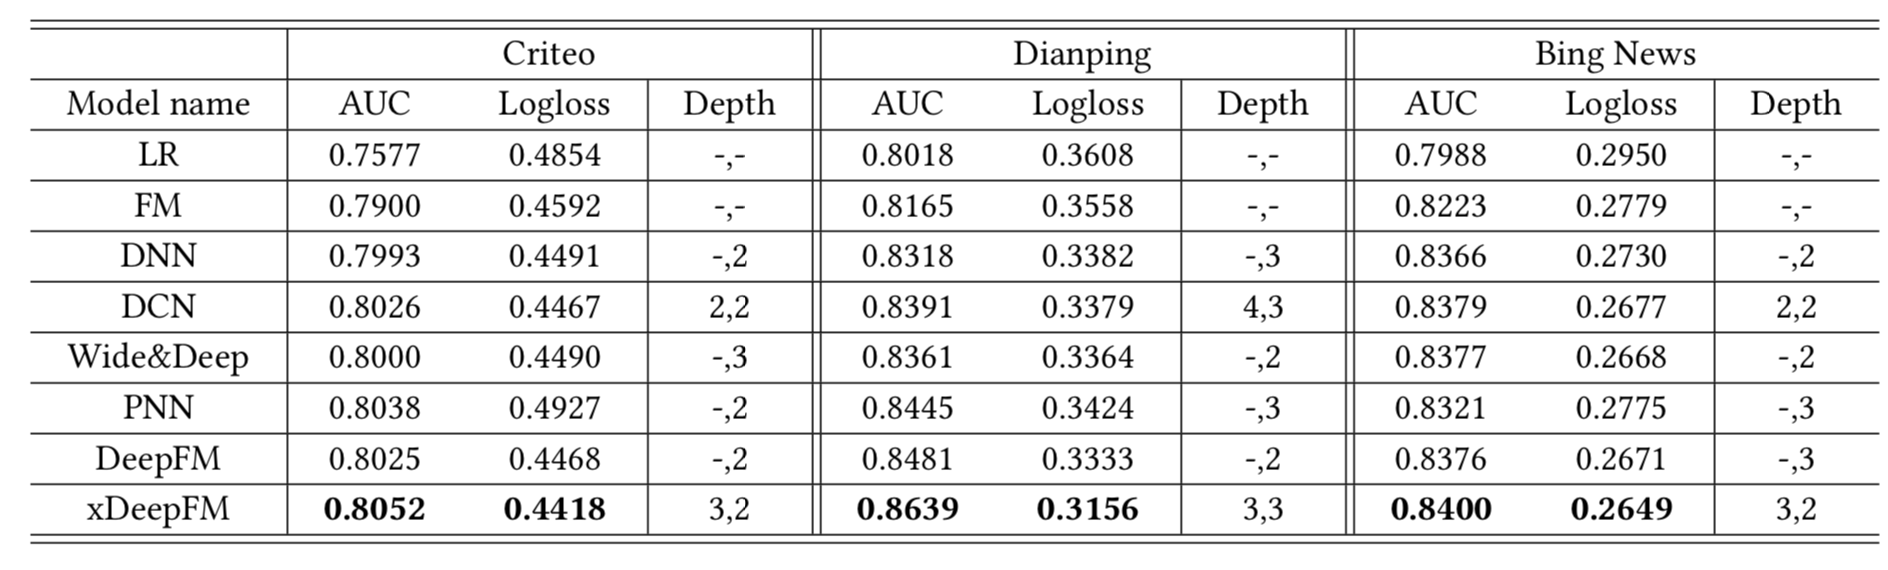 Criteo Dianping Bing News
Model name AUC Logloss Depth AUC Logloss Depth AUC Logloss Depth
LR 0.7577 0.4854 -,- 0.8018 0.3608 -,- 0.7988 0.2950 -,-
FM 0.7900 0.4592 -,- 0.8165 0.3558 -,- 0.8223 0.2779 -,-
DNN 0.7993 0.4491 -,2 0.8318 0.3382 -,3 0.8366 0.2730 -,2
DCN 0.8026 0.4467 2,2 0.8391 0.3379 4,3 0.8379 0.2677 2,2
Wide&Deep 0.8000 0.4490 -,3 0.8361 0.3364 -,2 0.8377 0.2668 -,2
PNN 0.8038 0.4927 -,2 0.8445 0.3424 -,3 0.8321 0.2775 -,3
DeepFM 0.8025 0.4468 -,2 0.8481 0.3333 -,2 0.8376 0.2671 -,3
xDeepFM 0.8052 0.4418 3,2 0.8639 0.3156 3,3 0.8400 0.2649 3,2